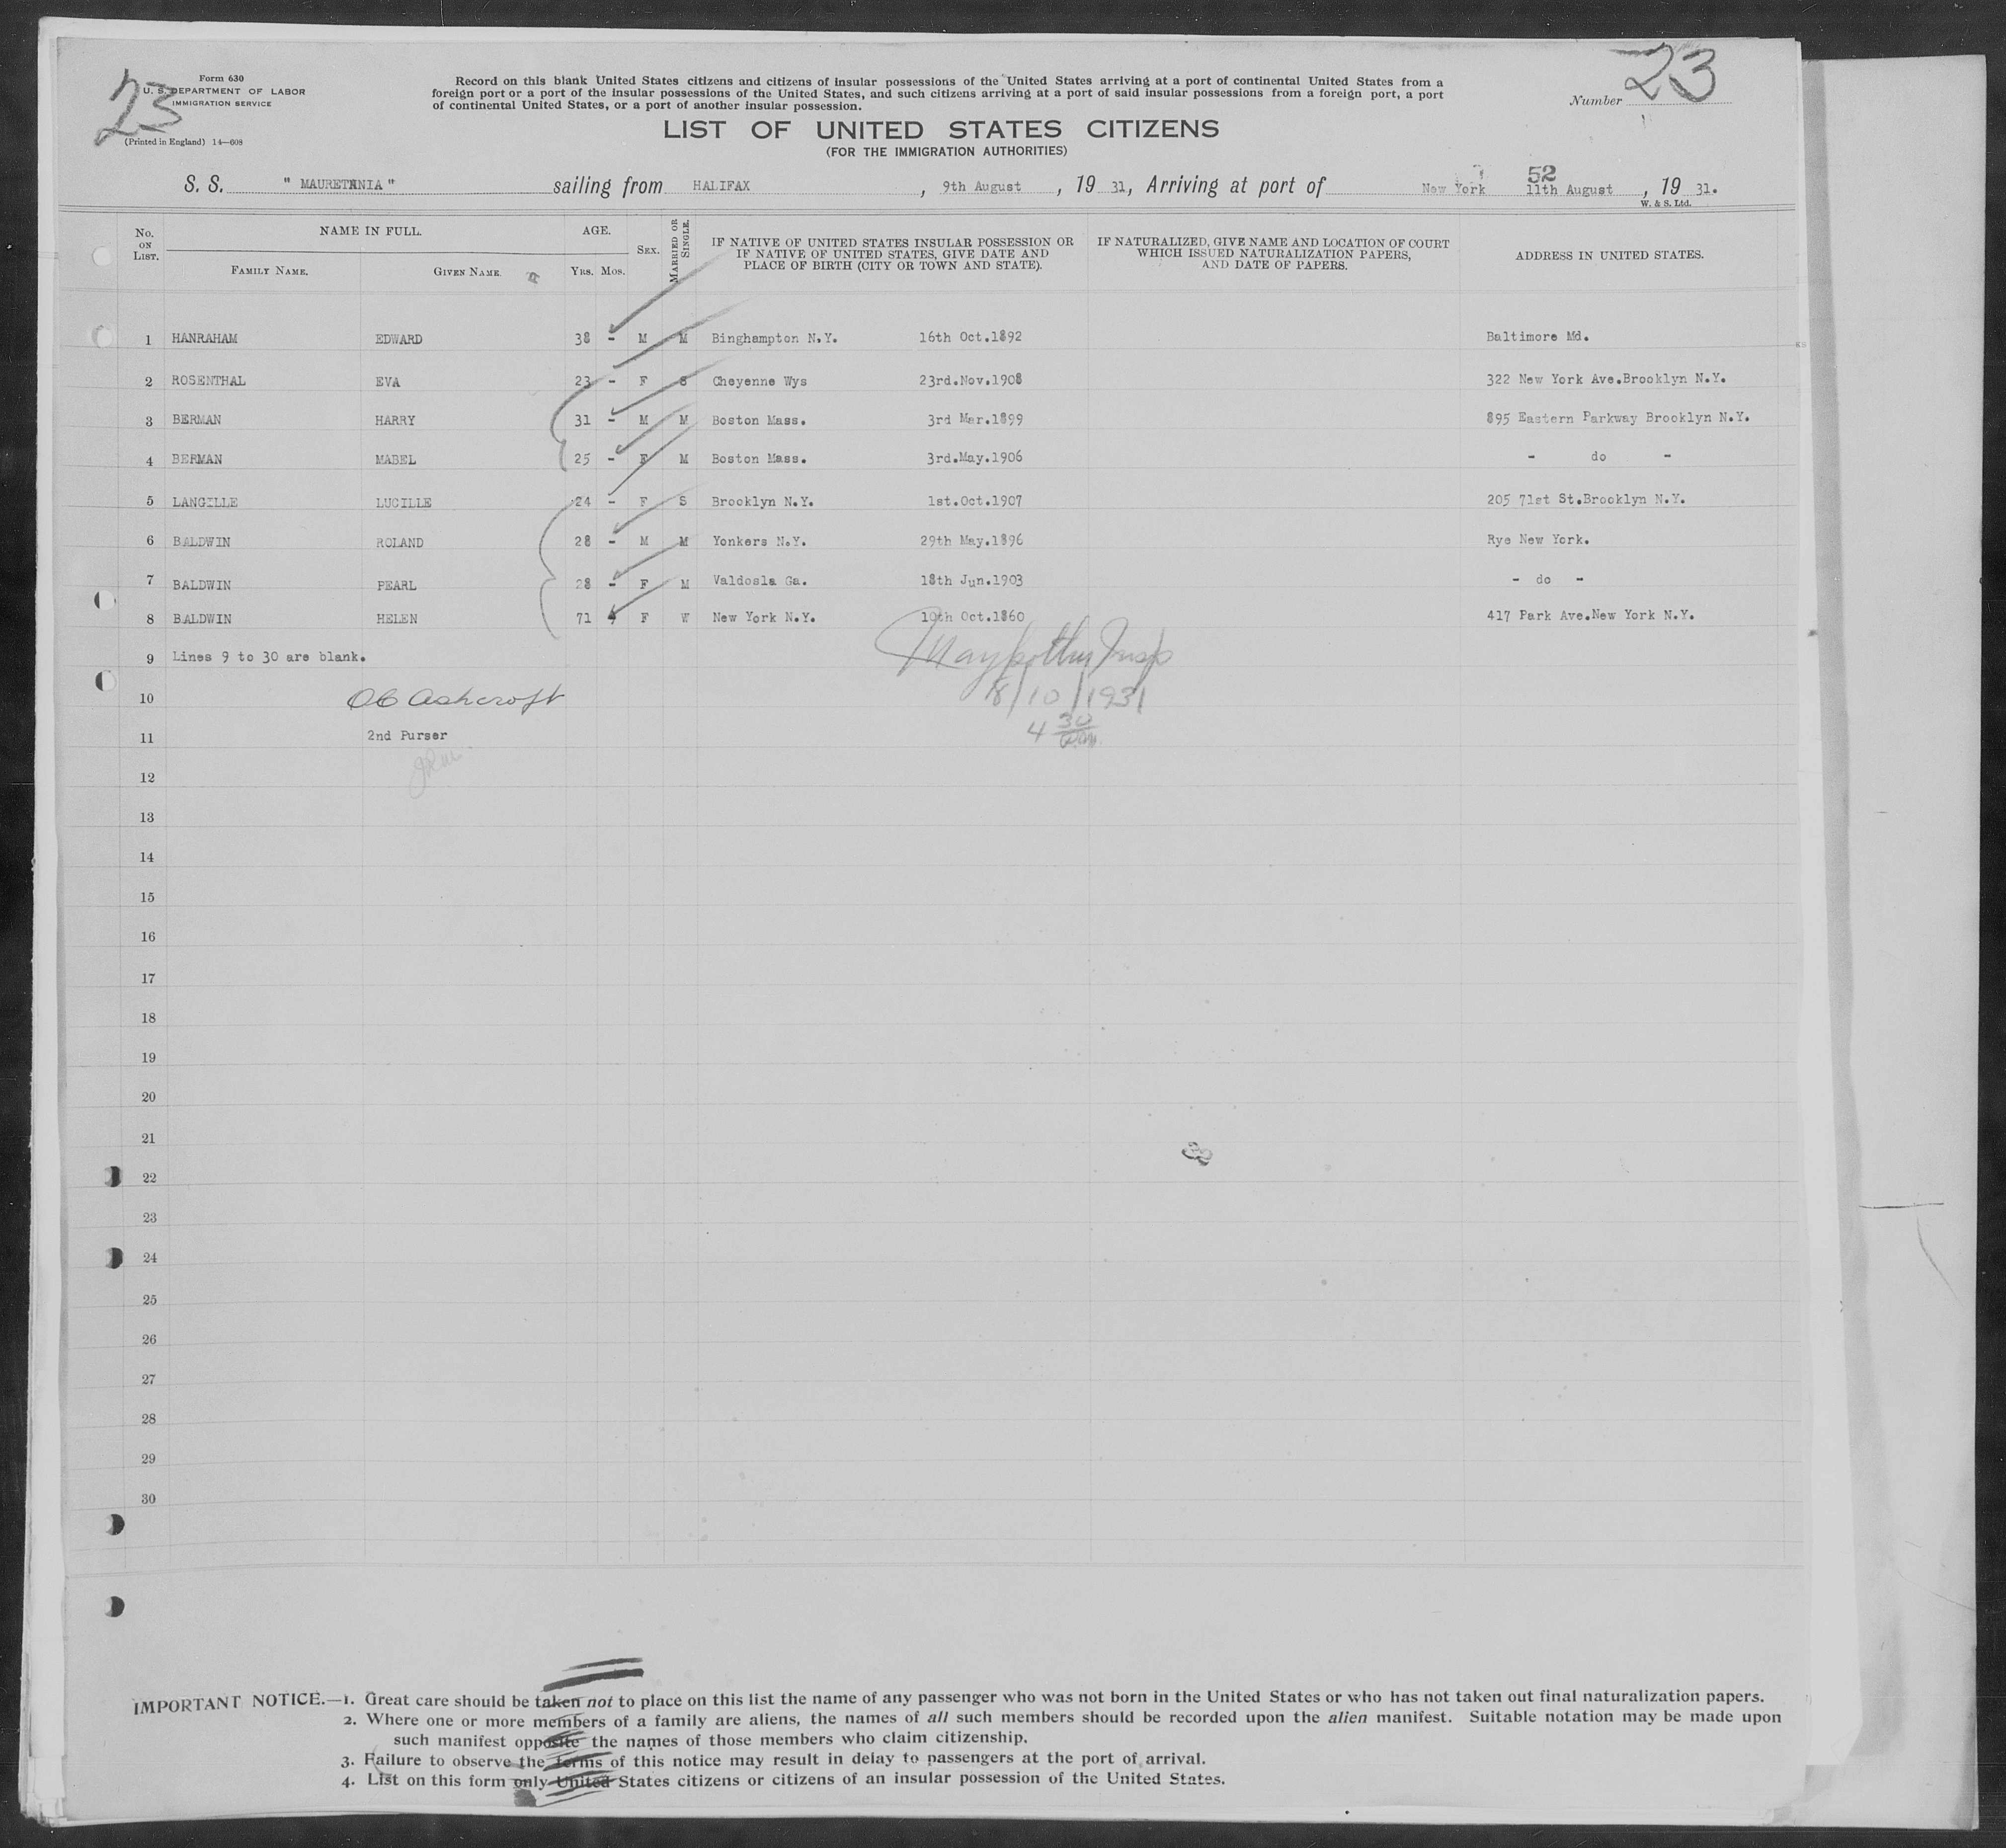 23
Form 630
U. S. DEPARTMENT OF LABOR
IMMIGRATION SERVICE
(Printed in England) 14—608
Record on this blank United States citizens and citizens of insular possessions of the United States arriving at a port of continental United States from a
foreign port or a port of the insular possessions of the United States, and such citizens arriving at a port of said insular possessions from a foreign port, a port
of continental United States, or a port of another insular possession.
Number 23
LIST OF UNITED STATES CITIZENS
(FOR THE IMMIGRATION AUTHORITIES)
52
S. S. " MAURETANIA " sailing from HALIFAX , 9th August , 19 31, Arriving at port of New York 11th August , 19 31.
W. & S. Ltd.
No. ON LIST. NAME IN FULL. FAMILY NAME. GIVEN NAME. AGE. YRS. MOS. SEX. MARRIED OR SINGLE. IF NATIVE OF UNITED STATES INSULAR POSSESSION OR IF NATIVE OF UNITED STATES, GIVE DATE AND PLACE OF BIRTH (CITY OR TOWN AND STATE). IF NATURALIZED, GIVE NAME AND LOCATION OF COURT WHICH ISSUED NATURALIZATION PAPERS, AND DATE OF PAPERS. ADDRESS IN UNITED STATES.
1 HANRAHAM EDWARD 38 - M M Binghampton N.Y. 16th Oct.1892 Baltimore Md.
2 ROSENTHAL EVA 23 - F S Cheyenne Wys 23rd.Nov.1908 322 New York Ave.Brooklyn N.Y.
3 BERMAN HARRY 31 - M M Boston Mass. 3rd Mar.1899 895 Eastern Parkway Brooklyn N.Y.
4 BERMAN MABEL 25 - F M Boston Mass. 3rd.May.1906 - do -
5 LANGILLE LUCILLE 24 - F S Brooklyn N.Y. 1st.Oct.1907 205 71st St.Brooklyn N.Y.
6 BALDWIN ROLAND 28 - M M Yonkers N.Y. 29th May.1896 Rye New York.
7 BALDWIN PEARL 28 - F M Valdosla Ga. 18th Jun.1903 - do -
8 BALDWIN HELEN 71 F W New York N.Y. 19th Oct.1860 417 Park Ave.New York N.Y.
9 Lines 9 to 30 are blank.
10 Ashcroft 8/10/1931
11 2nd Purser 4 30
12
13
14
15
16
17
18
19
20
21
22
23
24
25
26
27
28
29
30
IMPORTANT NOTICE.—1. Great care should be taken not to place on this list the name of any passenger who was not born in the United States or who has not taken out final naturalization papers.
2. Where one or more members of a family are aliens, the names of all such members should be recorded upon the alien manifest. Suitable notation may be made upon
such manifest opposite the names of those members who claim citizenship.
3. Failure to observe the terms of this notice may result in delay to passengers at the port of arrival.
4. List on this form only United States citizens or citizens of an insular possession of the United States.